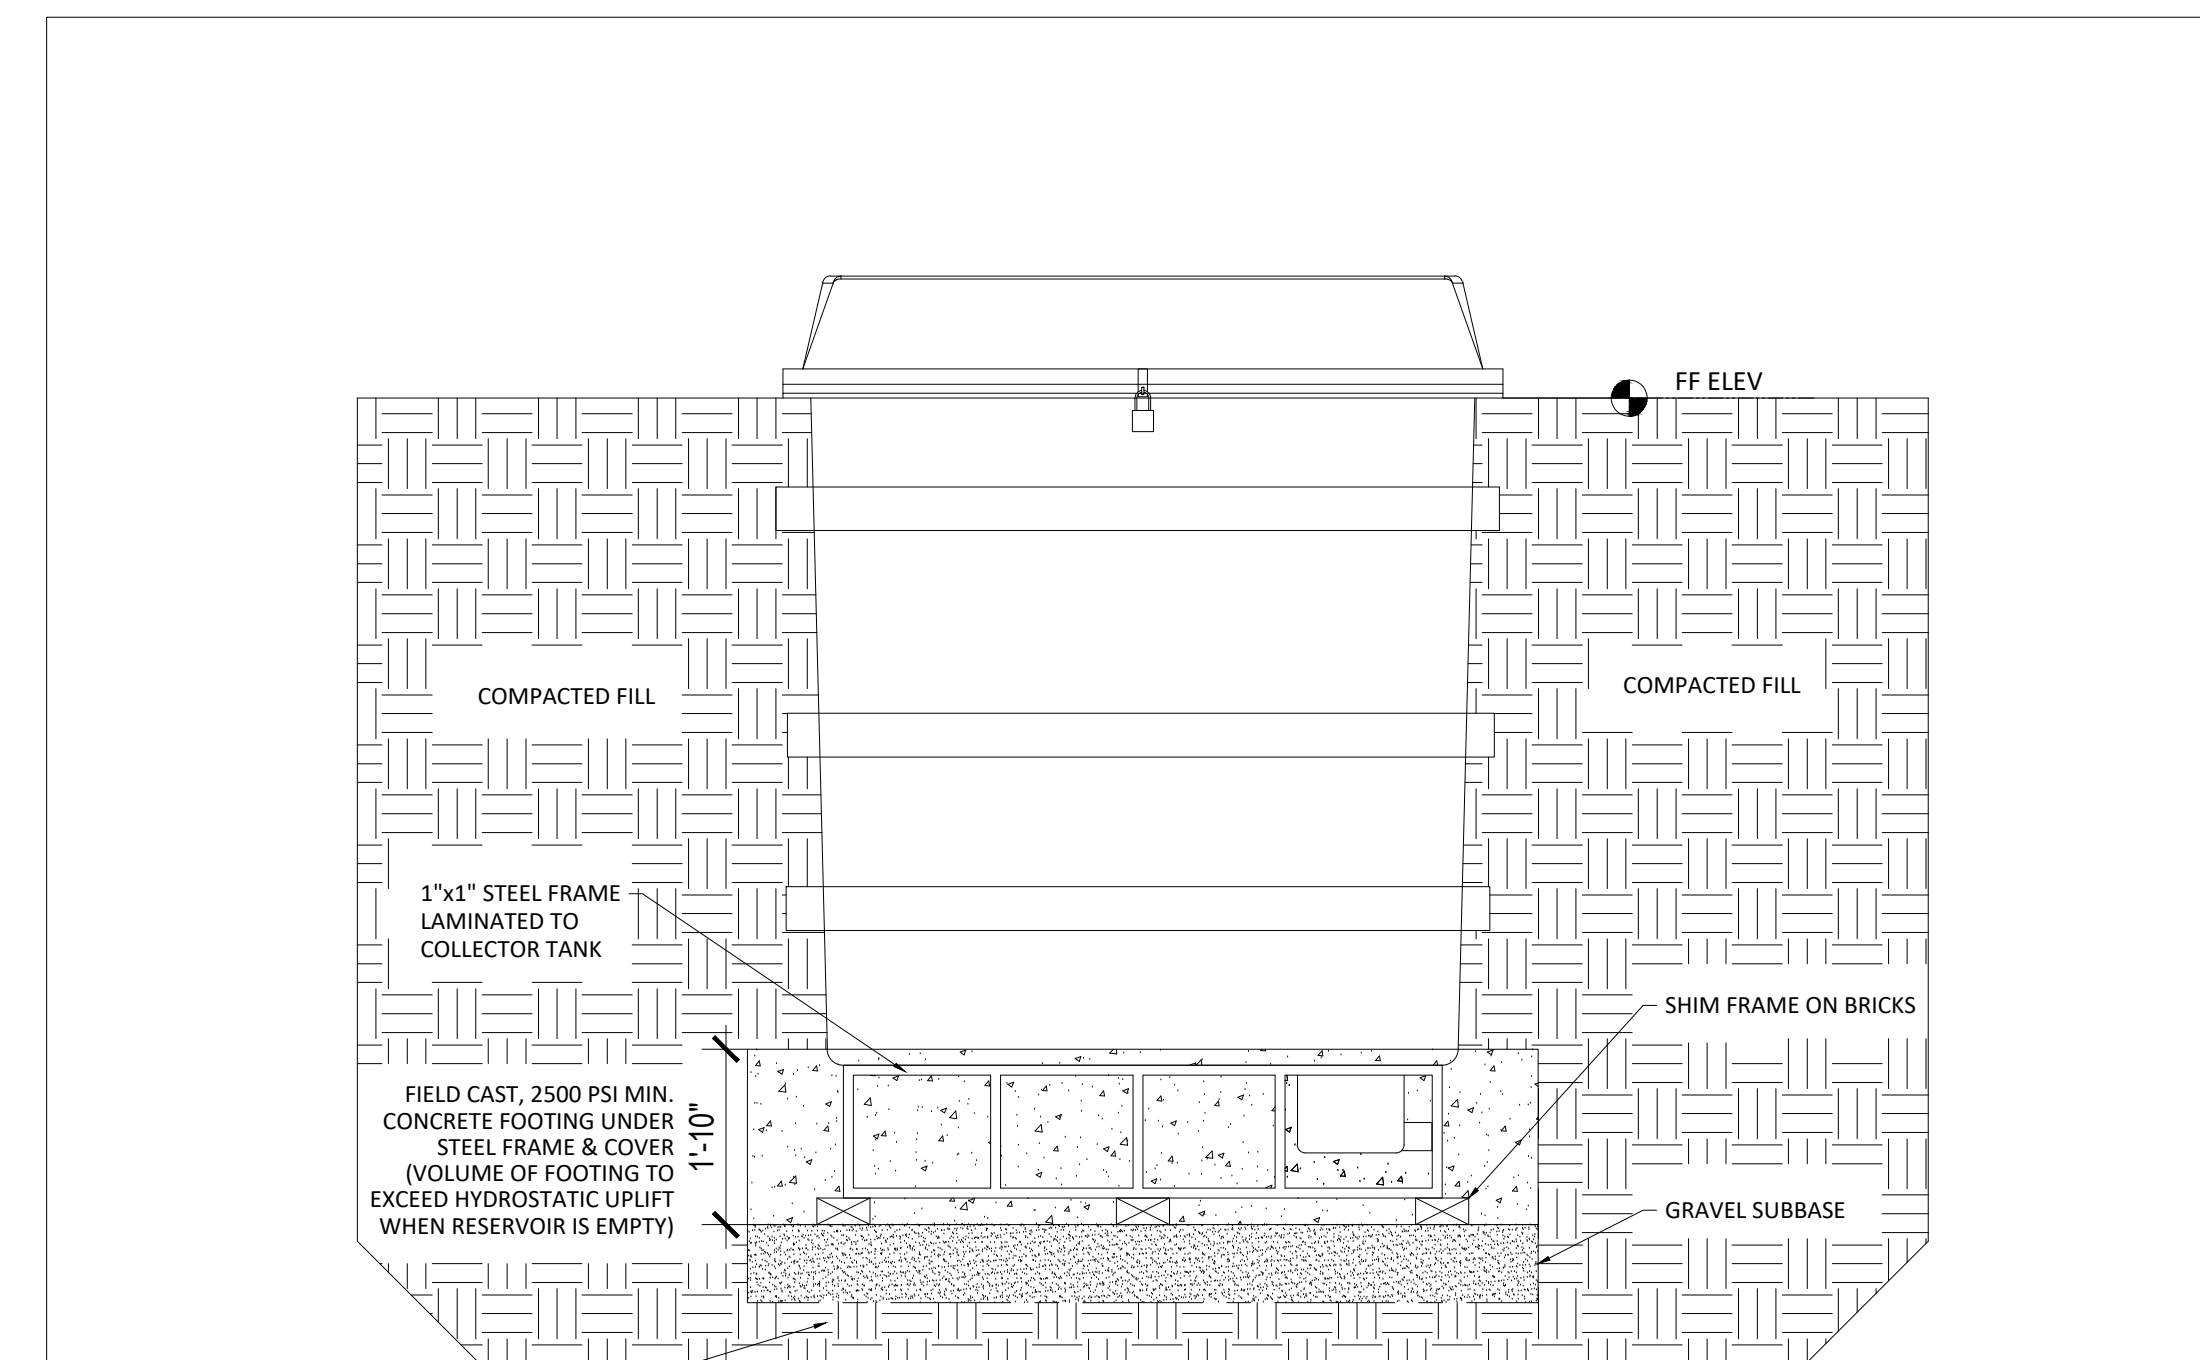 FF ELEV
COMPACTED FILL
COMPACTED FILL
1"x1" STEEL FRAME
LAMINATED TO
COLLECTOR TANK
SHIM FRAME ON BRICKS
FIELD CAST, 2500 PSI MIN.
CONCRETE FOOTING UNDER
STEEL FRAME & COVER
(VOLUME OF FOOTING TO
EXCEED HYDROSTATIC UPLIFT
WHEN RESERVOIR IS EMPTY)
1'-10"
GRAVEL SUBBASE